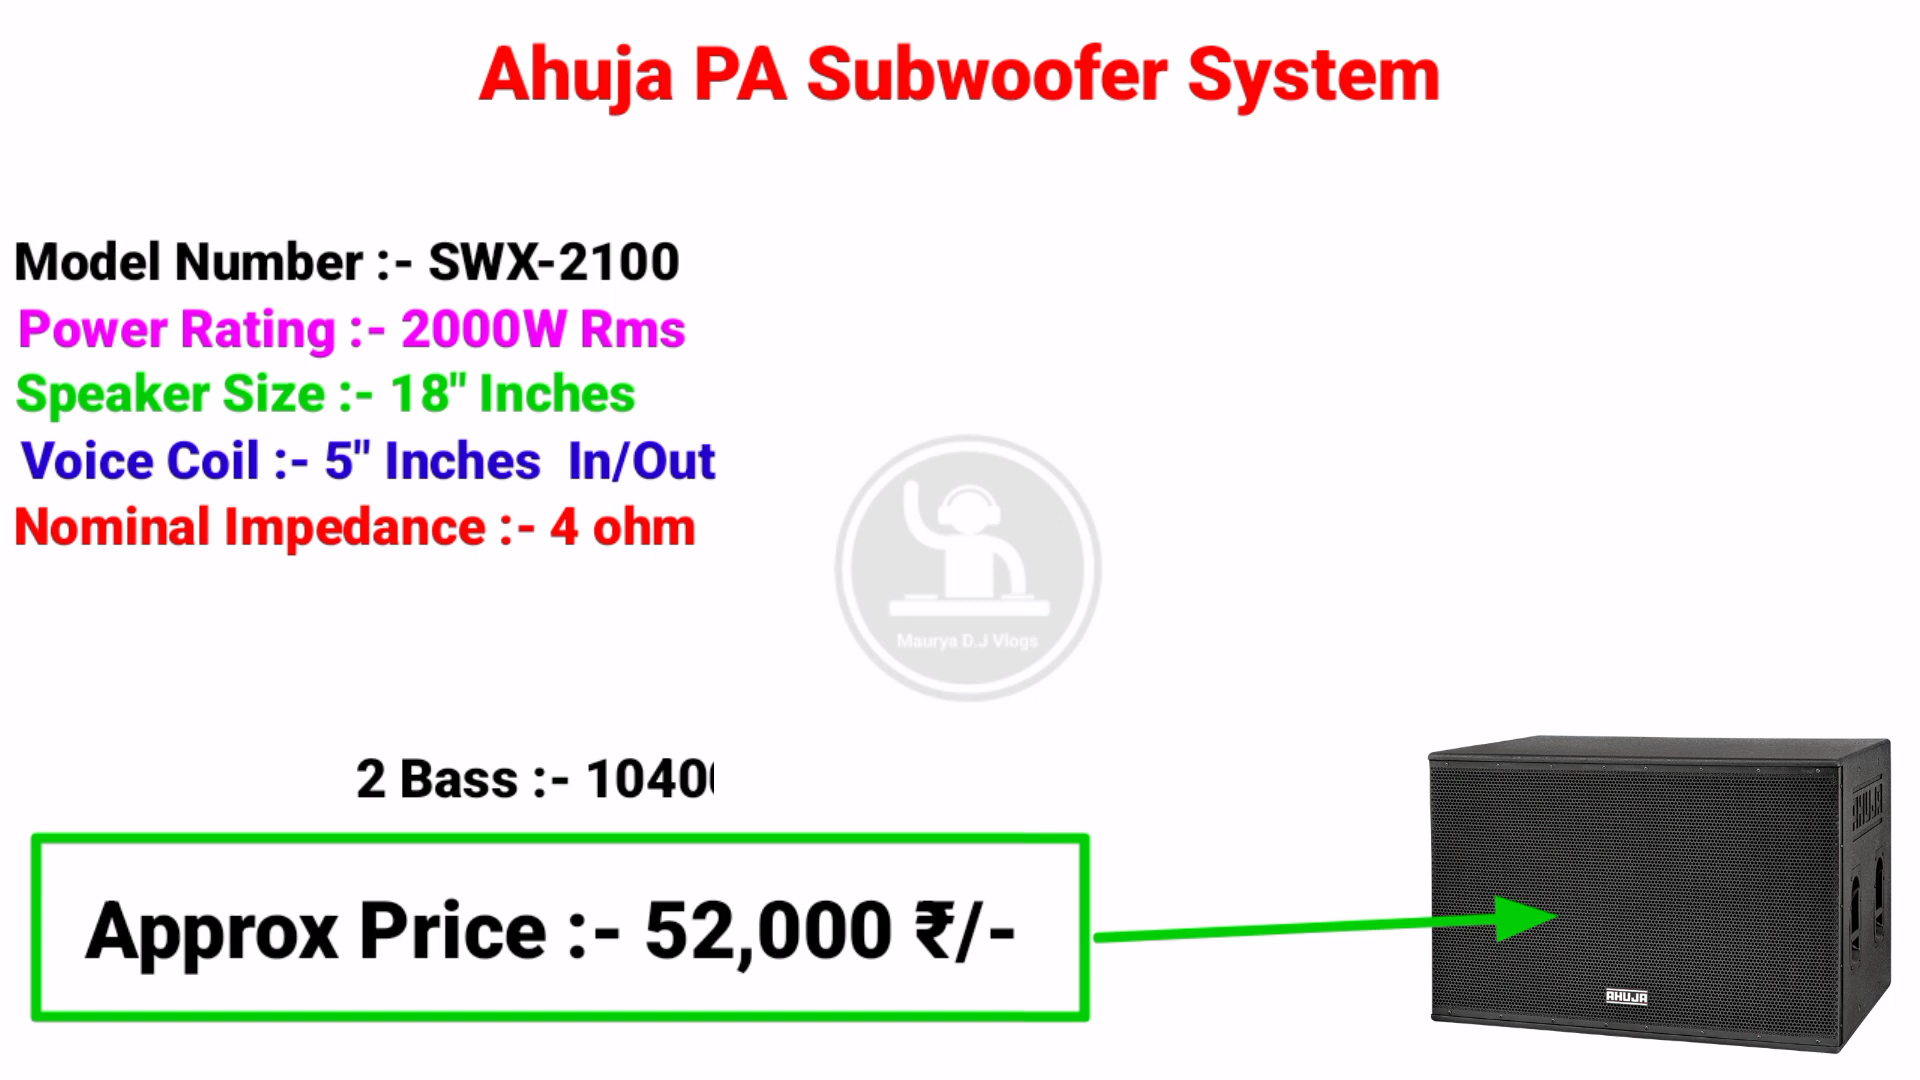 Ahuja PA Subwoofer System
Model Number :- SWX-2100
Power Rating :- 2000W Rms
Speaker Size :- 18" Inches
Voice Coil :- 5" Inches In/Out
Nominal Impedance :- 4 ohm
Maurya D.J Vlogs
2 Bass :- 1040
Approx Price :- 52,000 ₹/-
AHUJA
AHUJA